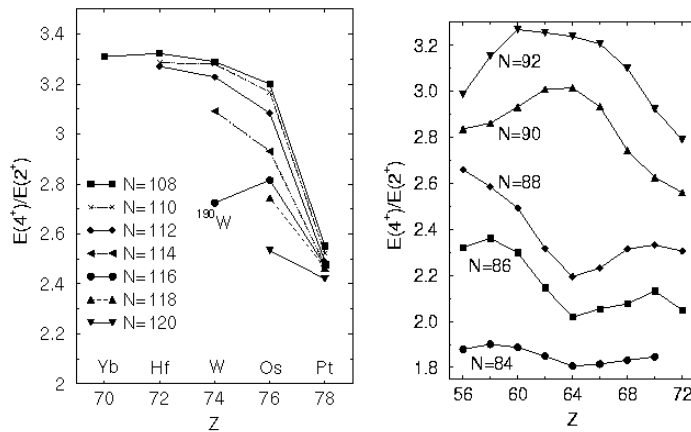 E(4⁺)/E(2⁺)
3.4
3.2
3
2.8
2.6
2.4
2.2
2
N=108
N=110
N=112
N=114
N=116
N=118
N=120
¹⁹⁰W
Yb Hf W Os Pt
70 72 74 76 78
Z
E(4⁺)/E(2⁺)
3.2
3.0
2.8
2.6
2.4
2.2
2.0
1.8
N=92
N=90
N=88
N=86
N=84
56 60 64 68 72
Z